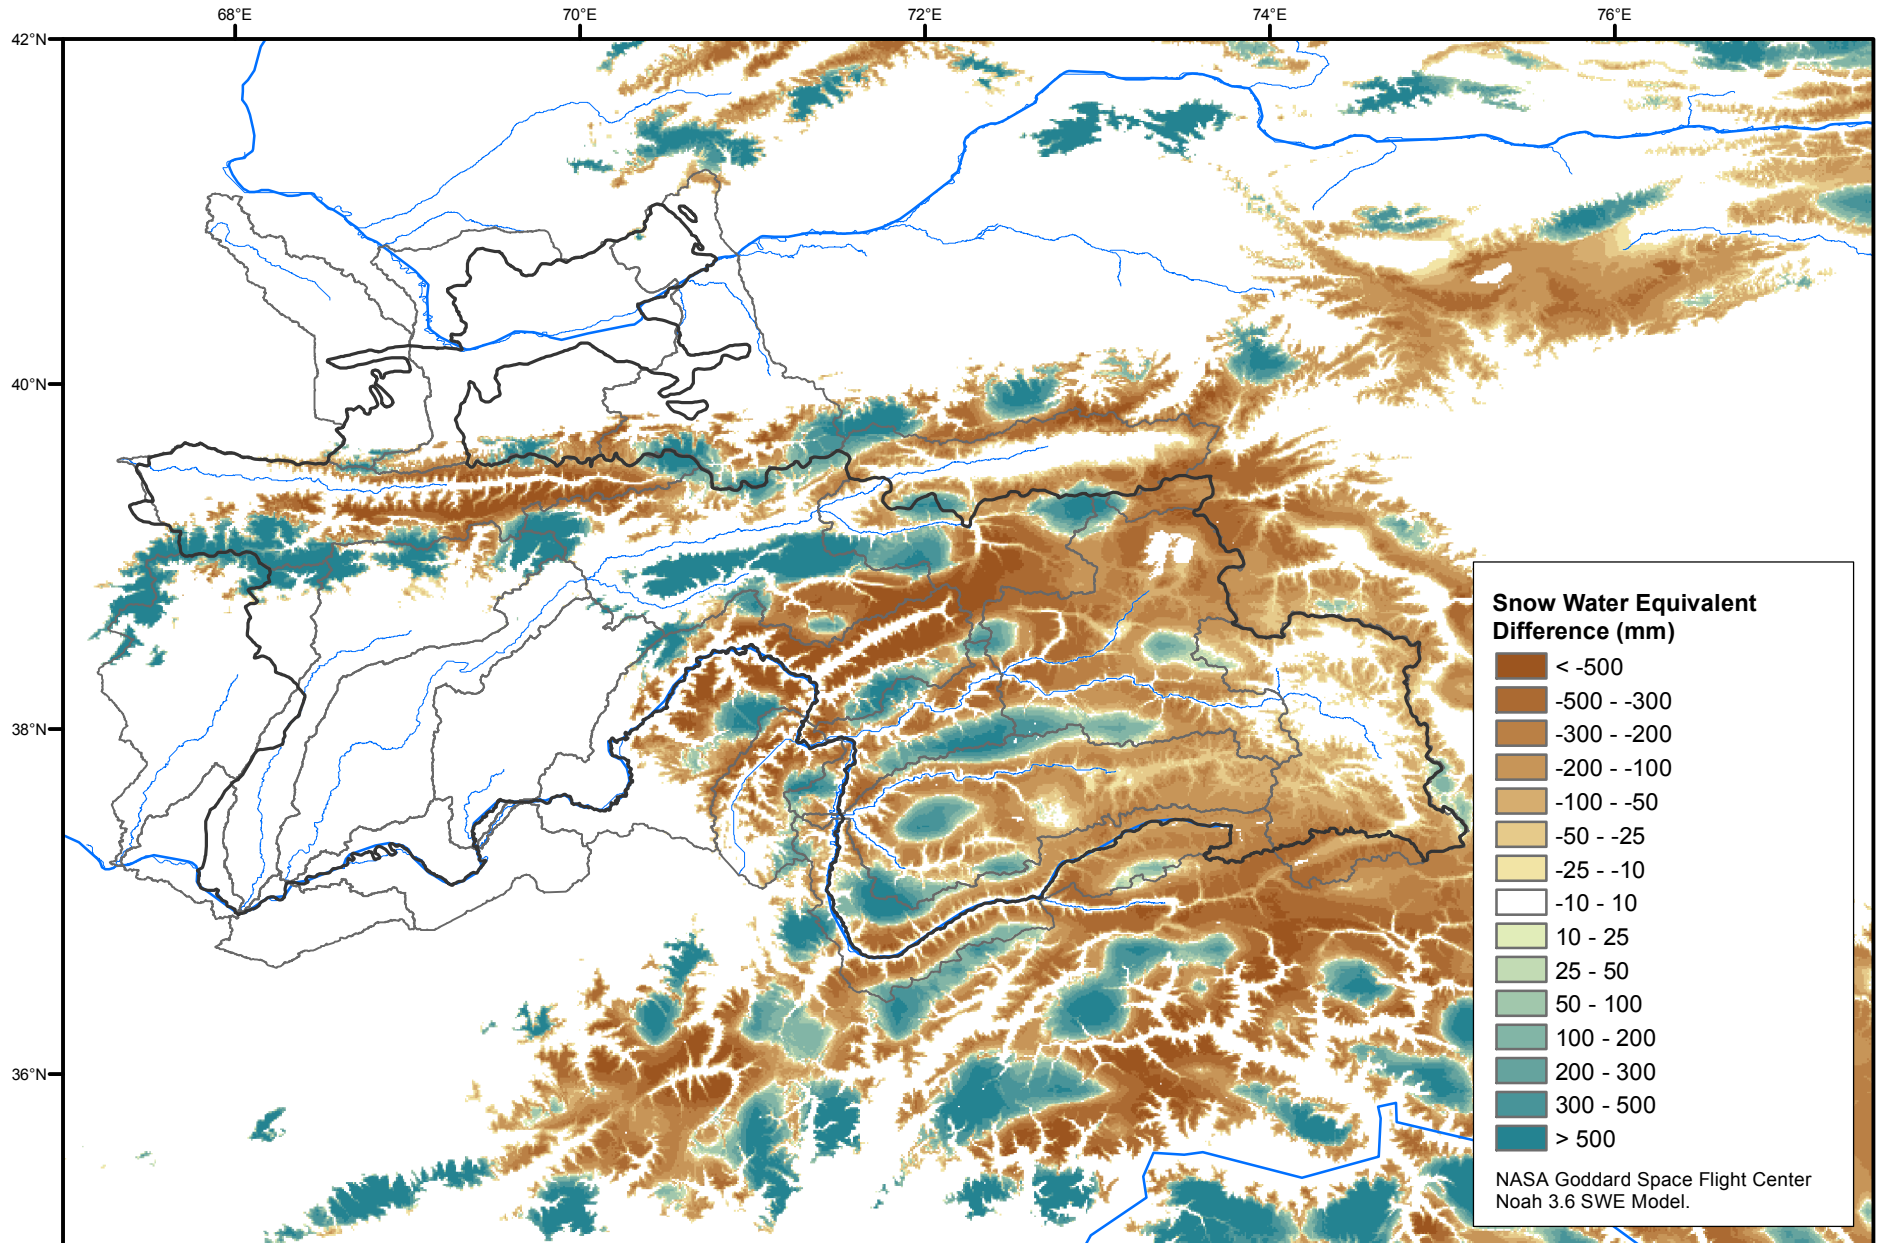 68°E 70°E 72°E 74°E 76°E
42°N
40°N
38°N
36°N
Snow Water Equivalent
Difference (mm)
< -500
-500 - -300
-300 - -200
-200 - -100
-100 - -50
-50 - -25
-25 - -10
-10 - 10
10 - 25
25 - 50
50 - 100
100 - 200
200 - 300
300 - 500
> 500
NASA Goddard Space Flight Center
Noah 3.6 SWE Model.